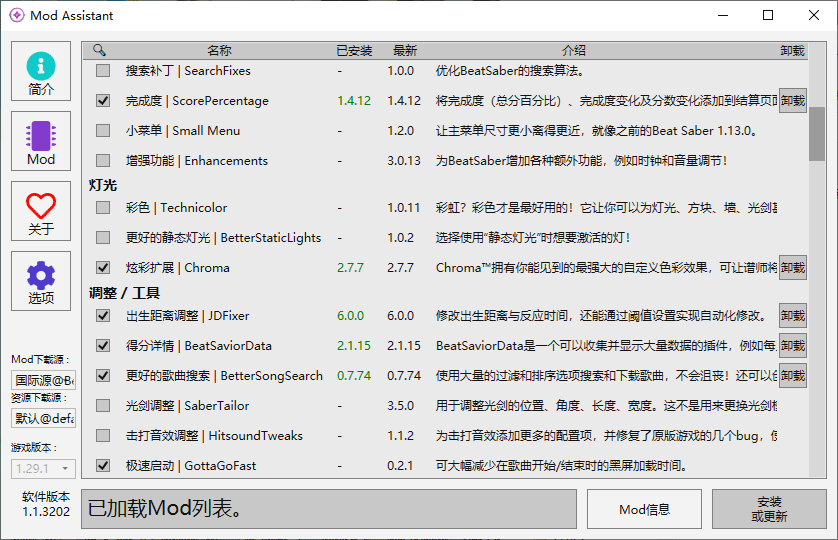 Mod Assistant
名称 已安装 最新 介绍 卸载
搜索补丁 | SearchFixes - 1.0.0 优化BeatSaber的搜索算法。
完成度 | ScorePercentage 1.4.12 1.4.12 将完成度（总分百分比）、完成度变化及分数变化添加到结算页面 卸载
小菜单 | Small Menu - 1.2.0 让主菜单尺寸更小离得更近，就像之前的Beat Saber 1.13.0。
增强功能 | Enhancements - 3.0.13 为BeatSaber增加各种额外功能，例如时钟和音量调节！
灯光
彩色 | Technicolor - 1.0.11 彩虹？彩色才是最好用的！它让你可以为灯光、方块、墙、光剑
更好的静态灯光 | BetterStaticLights - 1.0.2 选择使用“静态灯光”时想要激活的灯！
炫彩扩展 | Chroma 2.7.7 2.7.7 Chroma™拥有你能见到的最强大的自定义色彩效果，可让谱师将 卸载
调整 / 工具
出生距离调整 | JDFixer 6.0.0 6.0.0 修改出生距离与反应时间，还能通过阈值设置实现自动化修改。 卸载
得分详情 | BeatSaviorData 2.1.15 2.1.15 BeatSaviorData是一个可以收集并显示大量数据的插件，例如每 卸载
更好的歌曲搜索 | BetterSongSearch 0.7.74 0.7.74 使用大量的过滤和排序选项搜索和下载歌曲，不会沮丧！还可以 卸载
光剑调整 | SaberTailor - 3.5.0 用于调整光剑的位置、角度、长度、宽度。这不是用来更换光剑
击打音效调整 | HitsoundTweaks - 1.1.2 为击打音效添加更多的配置项，并修复了原版游戏的几个bug，使
极速启动 | GottaGoFast - 0.2.1 可大幅减少在歌曲开始/结束时的黑屏加载时间。
简介
Mod
关于
选项
Mod下载源：
国际源@Be
资源下载源：
默认@defa
游戏版本：
1.29.1
软件版本
1.1.3202
已加载Mod列表。
Mod信息
安装
或更新